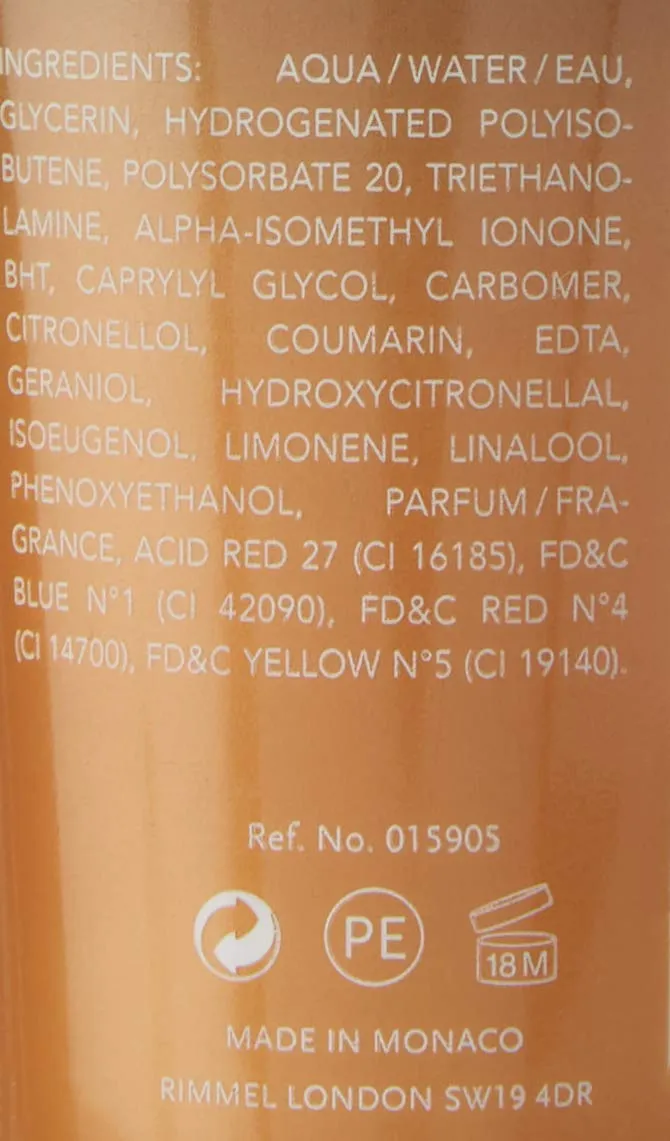 INGREDIENTS: AQUA/WATER/EAU,
GLYCERIN, HYDROGENATED POLYISO-
BUTENE, POLYSORBATE 20, TRIETHANO-
LAMINE, ALPHA-ISOMETHYL IONONE,
BHT, CAPRYLYL GLYCOL, CARBOMER,
CITRONELLOL, COUMARIN, EDTA,
GERANIOL, HYDROXYCITRONELLAL,
ISOEUGENOL, LIMONENE, LINALOOL,
PHENOXYETHANOL, PARFUM/FRA-
GRANCE, ACID RED 27 (CI 16185), FD&C
BLUE N°1 (CI 42090), FD&C RED N°4
(CI 14700), FD&C YELLOW N°5 (CI 19140).
Ref. No. 015905
PE
18 M
MADE IN MONACO
RIMMEL LONDON SW19 4DR